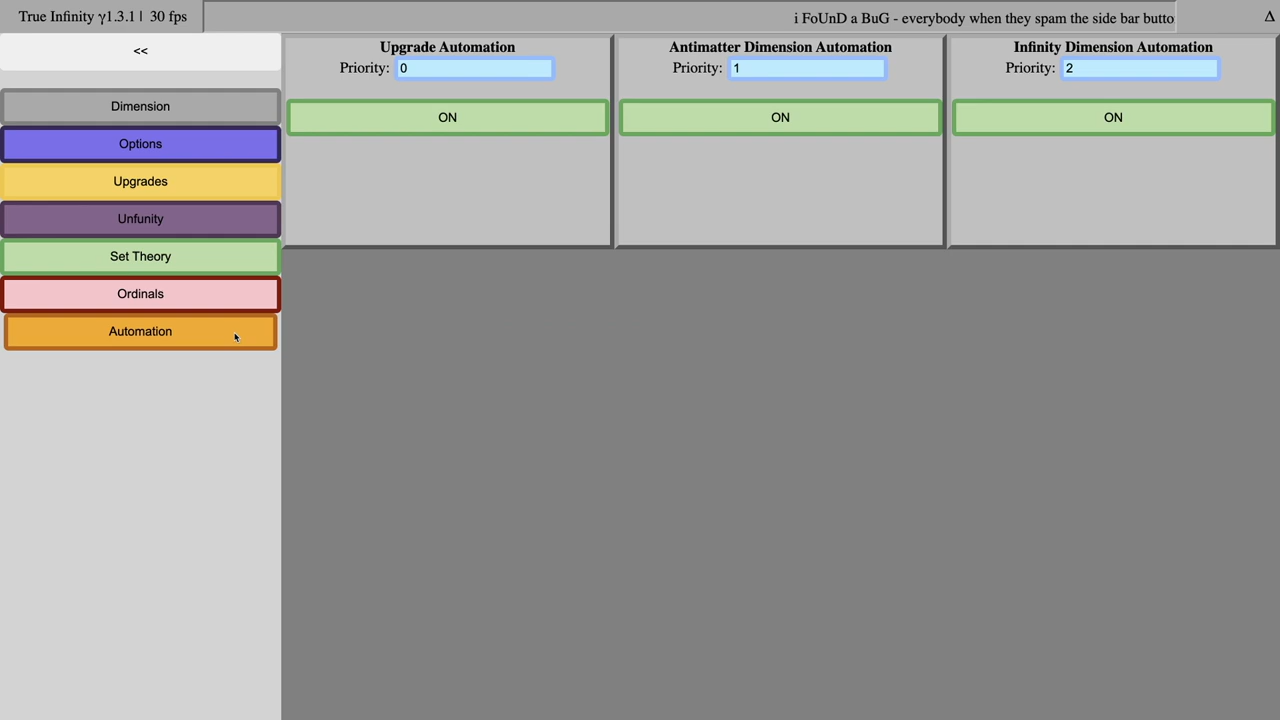 True Infinity γ1.3.1 | 30 fps
i FoUnD a BuG - everybody when they spam the side bar butto
Δ
<<
Dimension
Options
Upgrades
Unfunity
Set Theory
Ordinals
Automation
Upgrade Automation
Priority: 0
ON
Antimatter Dimension Automation
Priority: 1
ON
Infinity Dimension Automation
Priority: 2
ON